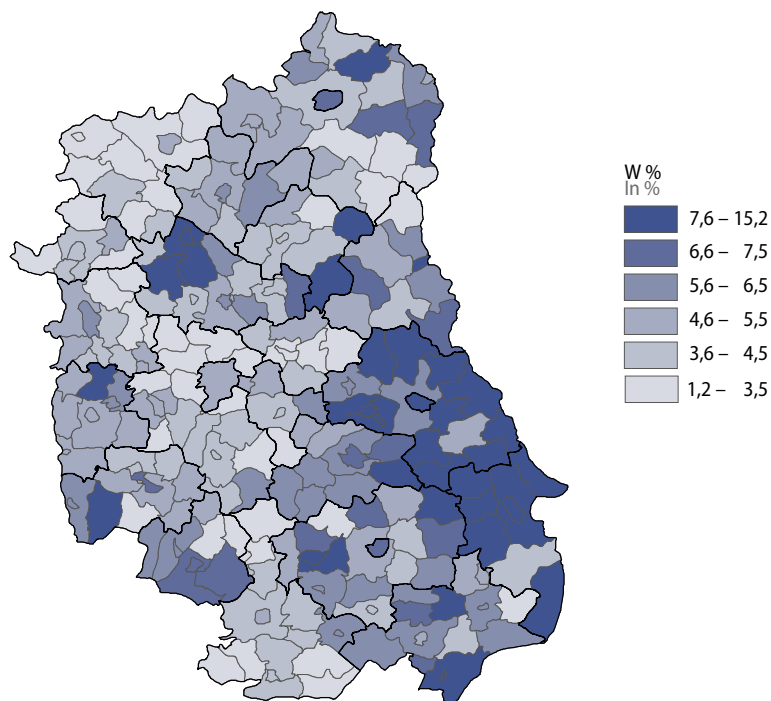 W %
In %
7,6 – 15,2
6,6 – 7,5
5,6 – 6,5
4,6 – 5,5
3,6 – 4,5
1,2 – 3,5